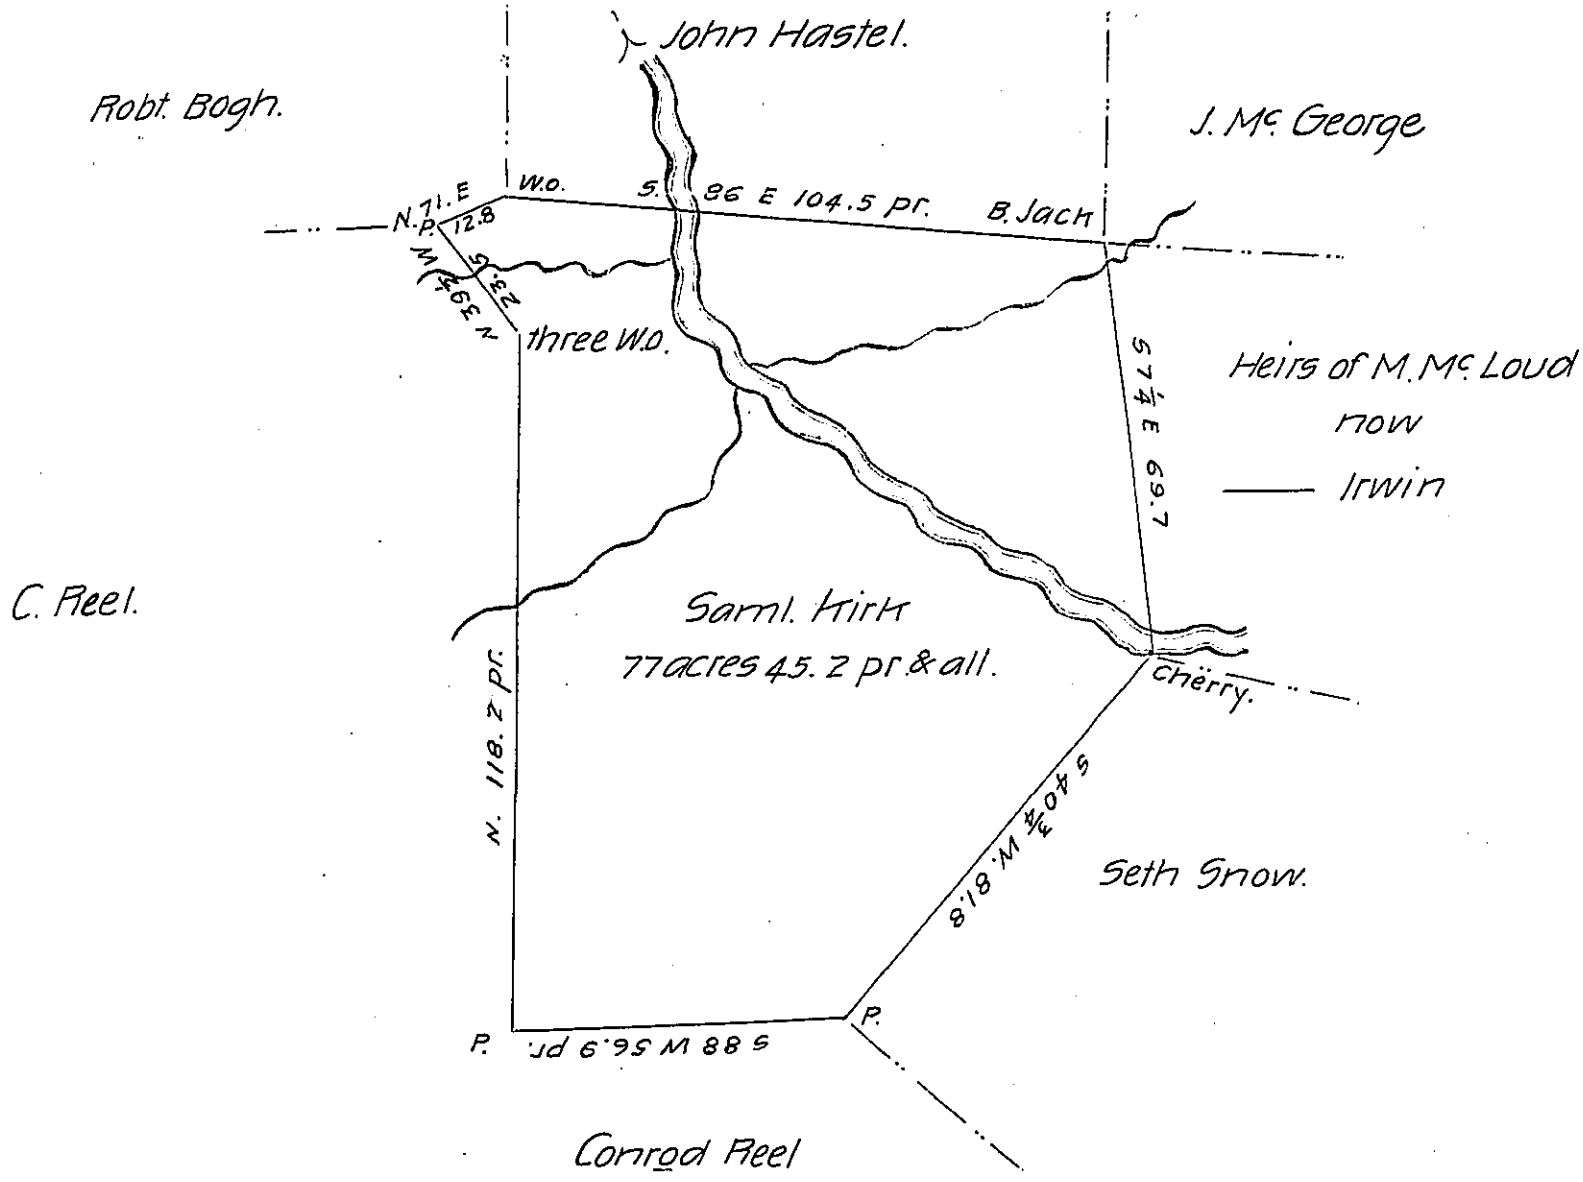 John Hastel.
Robt. Bogh.
J. Mc. George
N. 71. E
12.8
P.
W.o.
S. 86 E 104.5 pr.
B. Jack
N 39½ W
23.5
three W.o.
S 7¼ E 69.7
Heirs of M. Mc. Loud
now
Irwin
C. Reel.
Saml. Kirk
77 acres 45.2 pr. & all.
Cherry.
N. 118.2 pr.
S 40¾ W. 81.8
Seth Snow.
P.
S 88 W 56.9 pr.
P.
Conrod Reel